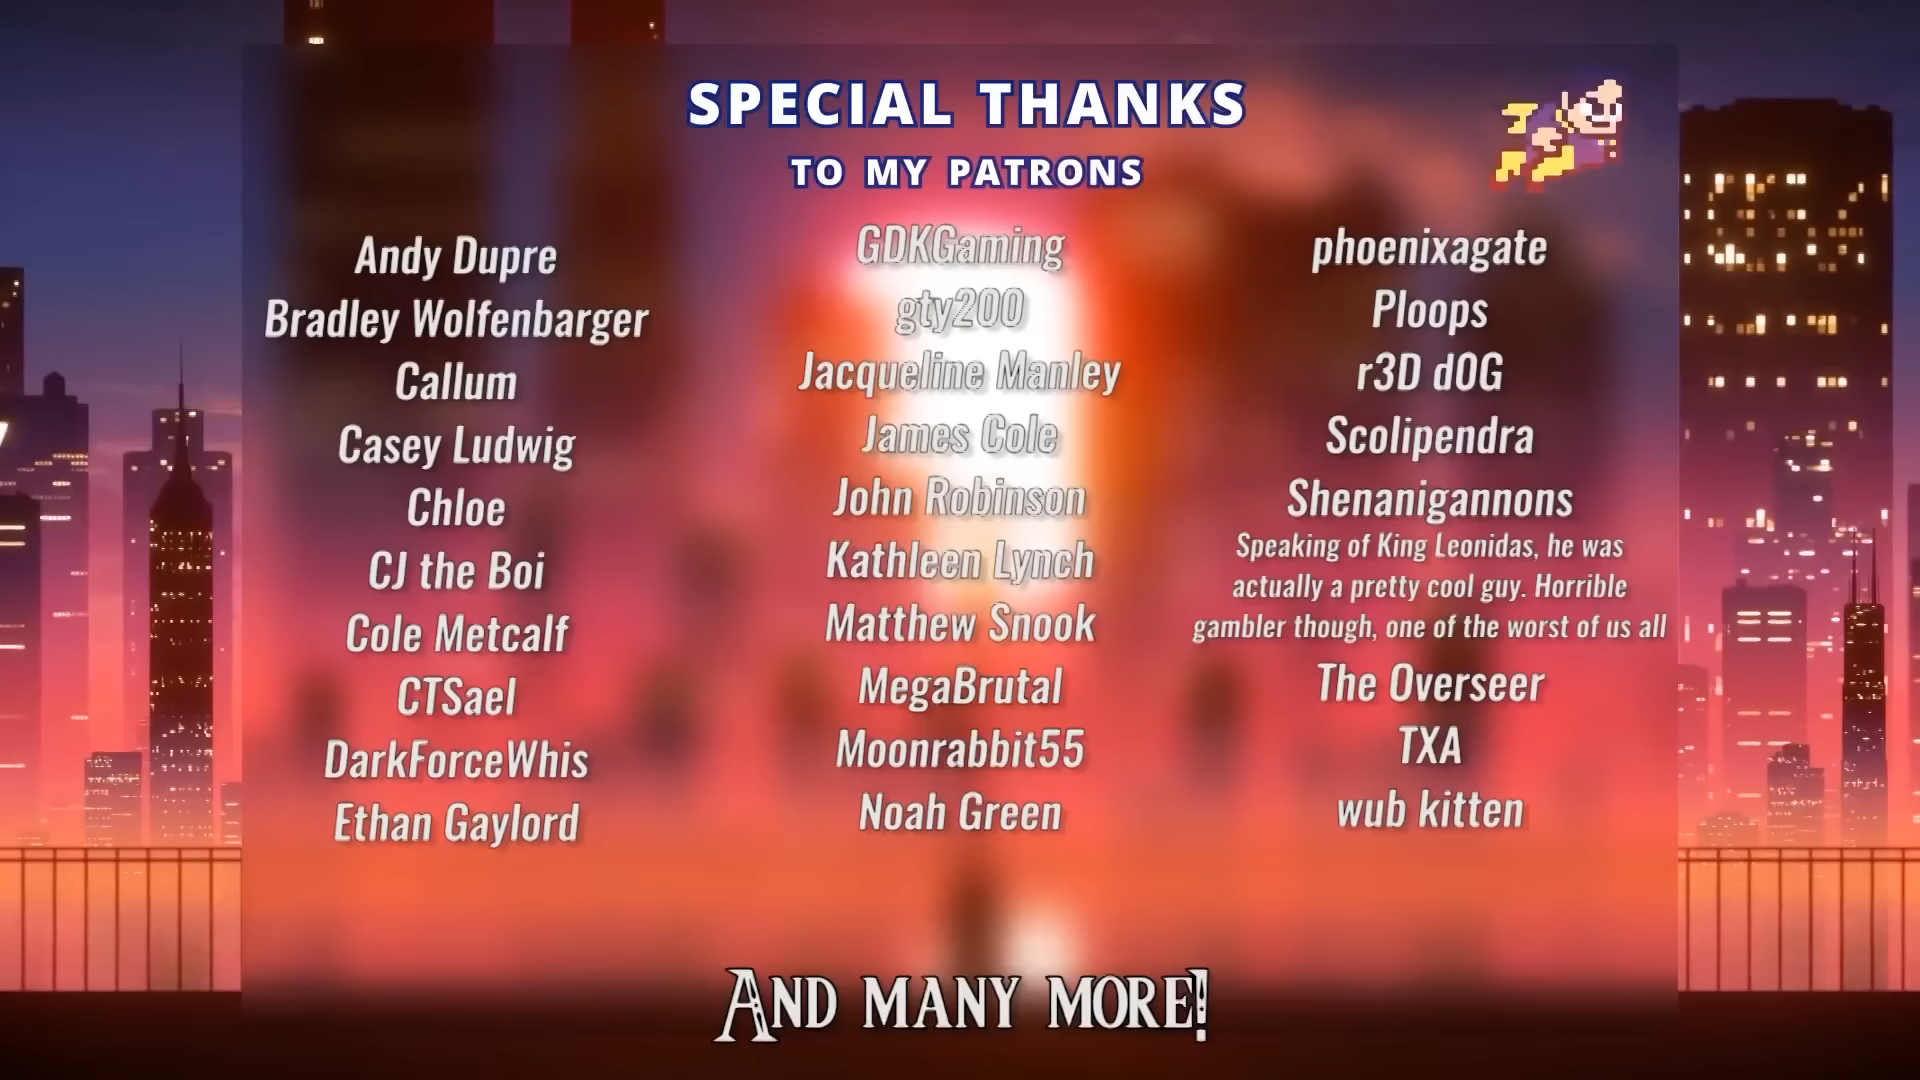 SPECIAL THANKS
TO MY PATRONS
Andy Dupre
Bradley Wolfenbarger
Callum
Casey Ludwig
Chloe
CJ the Boi
Cole Metcalf
CTSael
DarkForceWhis
Ethan Gaylord
GDKGaming
gty200
Jacqueline Manley
James Cole
John Robinson
Kathleen Lynch
Matthew Snook
MegaBrutal
Moonrabbit55
Noah Green
phoenixagate
Ploops
r3D d0G
Scolipendra
Shenanigannons
Speaking of King Leonidas, he was
actually a pretty cool guy. Horrible
gambler though, one of the worst of us all
The Overseer
TXA
wub kitten
AND MANY MORE!